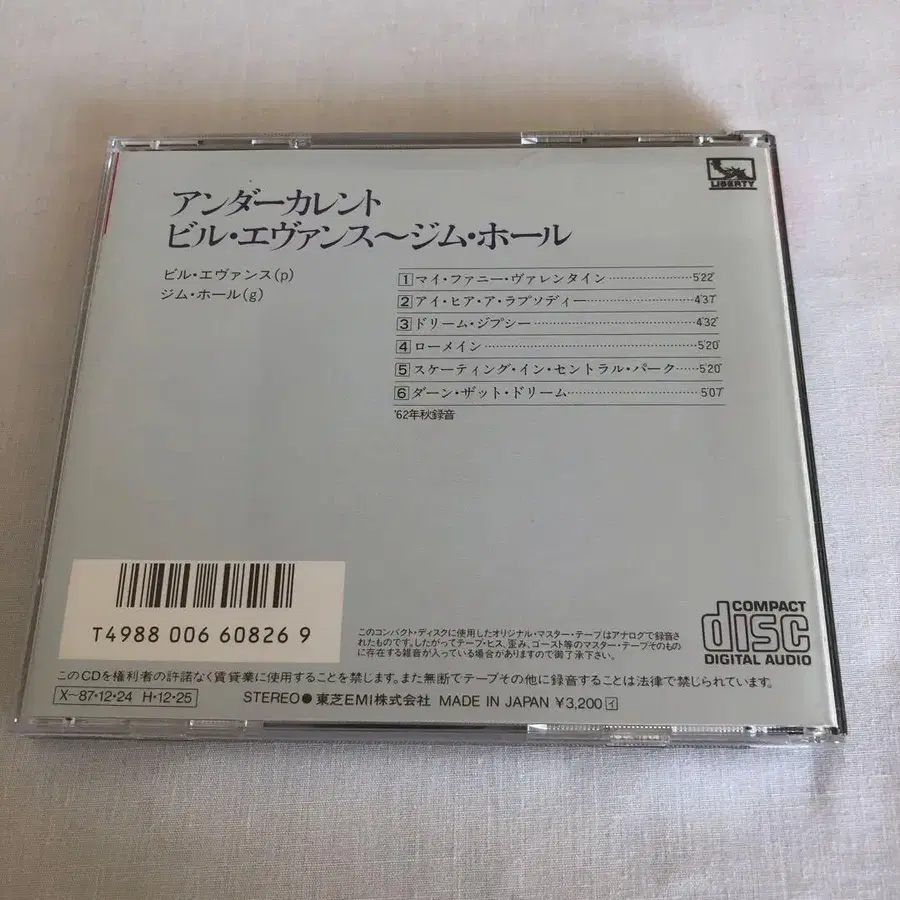 LIBERTY
アンダーカレント
ビル・エヴァンス〜ジム・ホール
ビル・エヴァンス(p)
ジム・ホール(g)
1 マイ・ファニー・ヴァレンタイン……5'22"
2 アイ・ヒア・ア・ラプソディー……4'37"
3 ドリーム・ジプシー……4'32"
4 ローメイン……5'20"
5 スケーティング・イン・セントラル・パーク……5'20"
6 ダーン・ザット・ドリーム……5'07"
'62年秋録音
T4988 006 60826 9
COMPACT
disc
DIGITAL AUDIO
このコンパクト・ディスクに使用したオリジナル・マスター・テープはアナログで録音さ
れたものです。したがってテープ・ヒス、歪み、ゴースト等のマスター・テープそのもの
に存在する雑音が入っている場合がありますので御了承下さい。
このCDを権利者の許諾なく賃貸業に使用することを禁じます。また無断でテープその他に録音することは法律で禁じられています。
X〜87・12・24 H・12・25 STEREO● 東芝EMI株式会社 MADE IN JAPAN ¥3,200 イ